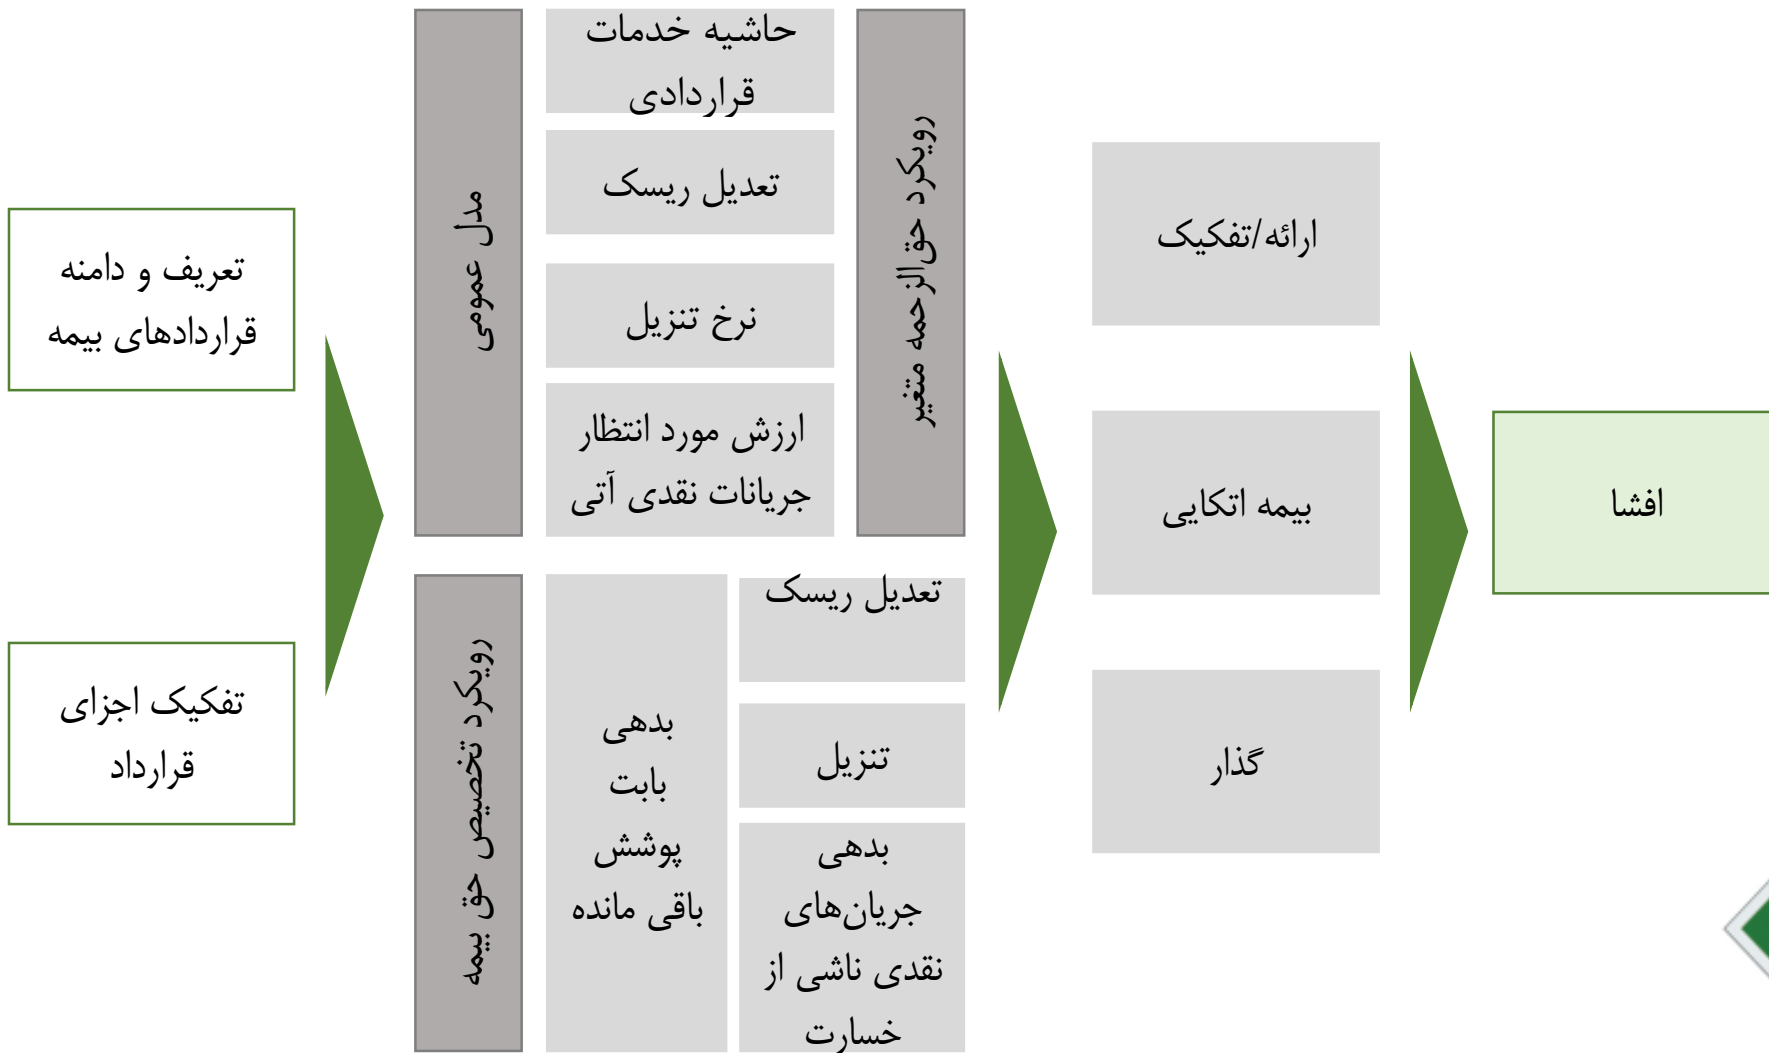 تعریف و دامنه
قراردادهای بیمه
تفکیک اجزای
قرارداد
مدل عمومی
حاشیه خدمات
قراردادی
تعدیل ریسک
نرخ تنزیل
ارزش مورد انتظار
جریانات نقدی آتی
رویکرد حق‌الزحمه متغیر
رویکرد تخصیص حق بیمه
بدهی
بابت
پوشش
باقی مانده
تعدیل ریسک
تنزیل
بدهی
جریان‌های
نقدی ناشی از
خسارت
ارائه/تفکیک
بیمه اتکایی
گذار
افشا